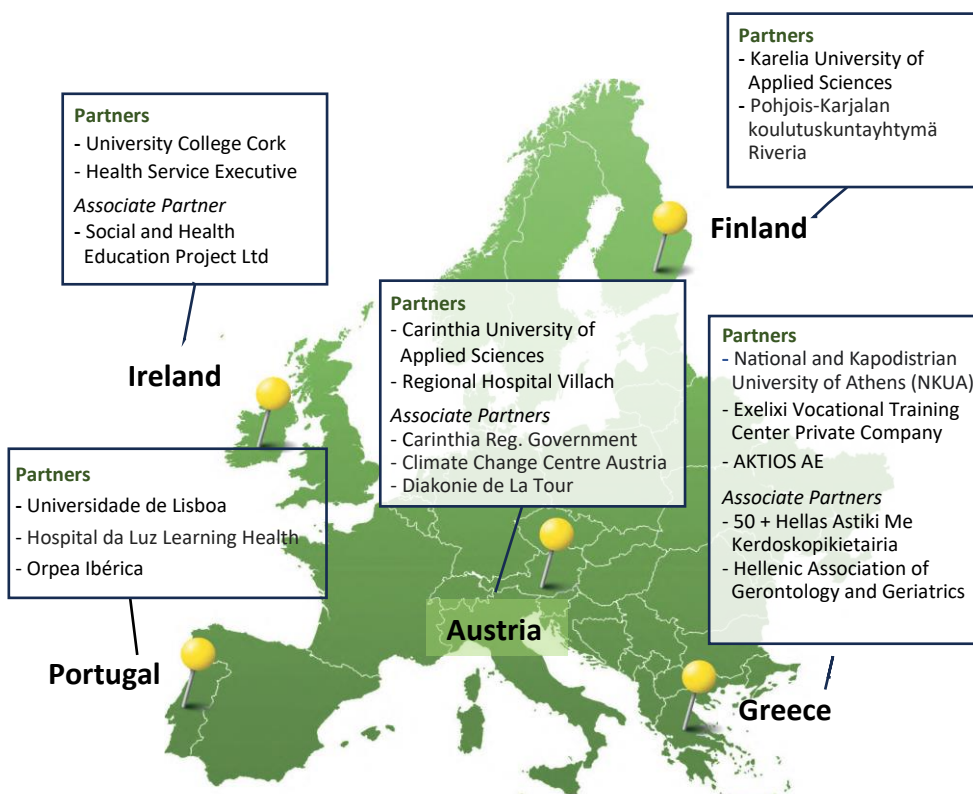 Partners
- Karelia University of
Applied Sciences
- Pohjois-Karjalan
koulutuskuntayhtymä
Riveria
Finland
Partners
- University College Cork
- Health Service Executive
Associate Partner
- Social and Health
Education Project Ltd
Ireland
Partners
- Carinthia University of
Applied Sciences
- Regional Hospital Villach
Associate Partners
- Carinthia Reg. Government
- Climate Change Centre Austria
- Diakonie de La Tour
Austria
Partners
- National and Kapodistrian
University of Athens (NKUA)
- Exelixi Vocational Training
Center Private Company
- AKTIOS AE
Associate Partners
- 50 + Hellas Astiki Me
Kerdoskopikietairia
- Hellenic Association of
Gerontology and Geriatrics
Greece
Partners
- Universidade de Lisboa
- Hospital da Luz Learning Health
- Orpea Ibérica
Portugal